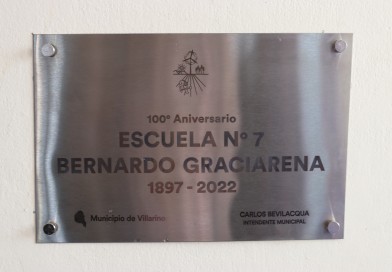 100º Aniversario
ESCUELA Nº 7
BERNARDO GRACIARENA
1897 - 2022
Municipio de Villarino
CARLOS BEVILACQUA
INTENDENTE MUNICIPAL